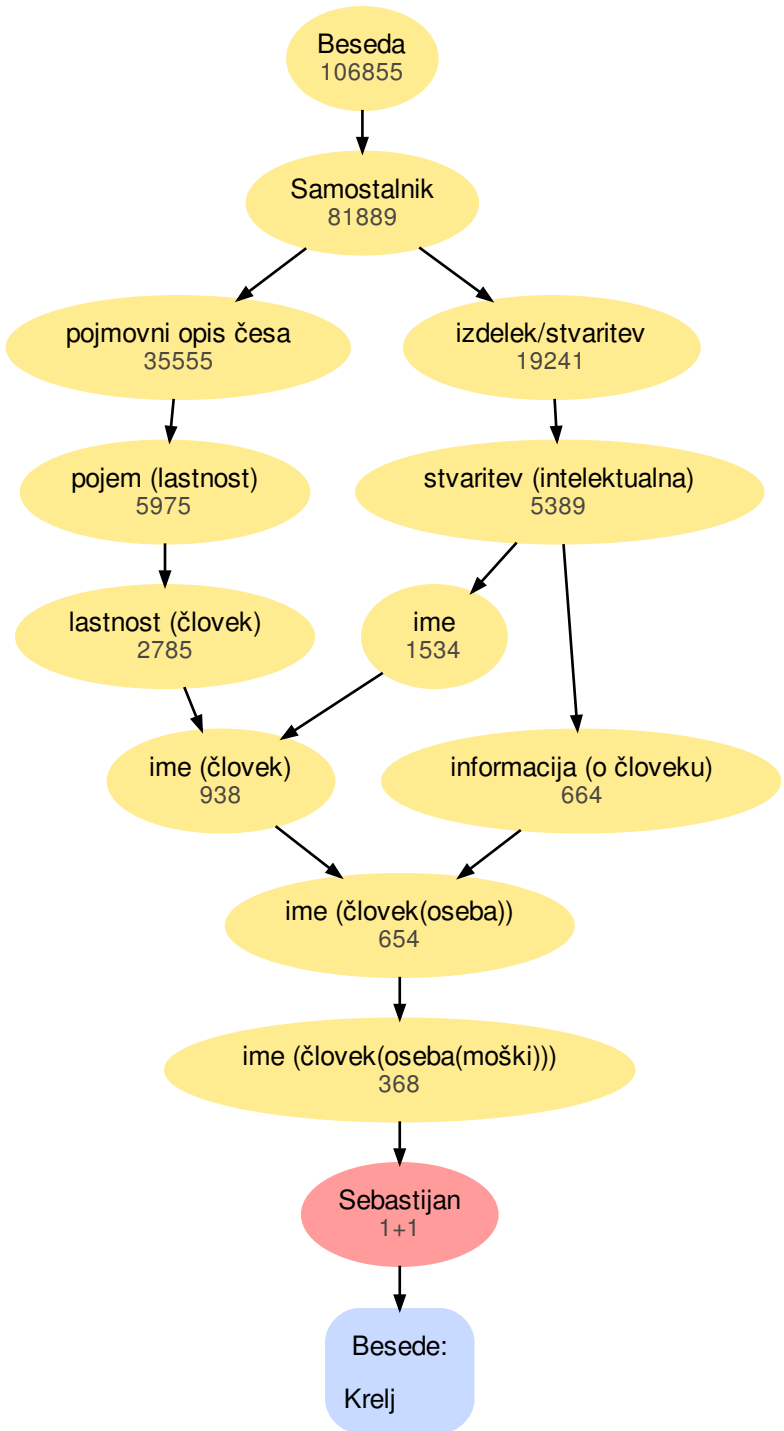 Beseda
106855
Samostalnik
81889
pojmovni opis česa
35555
izdelek/stvaritev
19241
pojem (lastnost)
5975
stvaritev (intelektualna)
5389
lastnost (človek)
2785
ime
1534
ime (človek)
938
informacija (o človeku)
664
ime (človek(oseba))
654
ime (človek(oseba(moški)))
368
Sebastijan
1+1
Besede:
Krelj